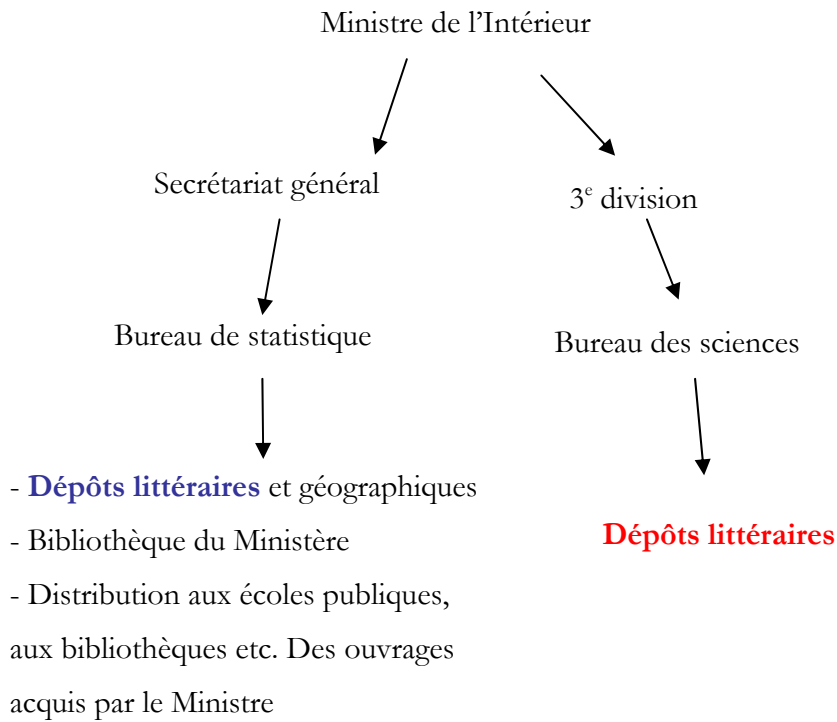 Ministre de l’Intérieur
Secrétariat général
3e division
Bureau de statistique
Bureau des sciences
- Dépôts littéraires et géographiques
- Bibliothèque du Ministère
- Distribution aux écoles publiques,
aux bibliothèques etc. Des ouvrages
acquis par le Ministre
Dépôts littéraires